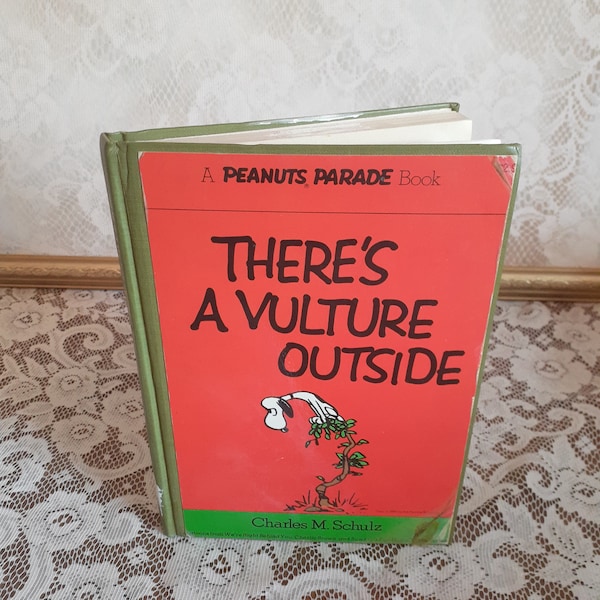 A PEANUTS PARADE Book
THERE'S
A VULTURE
OUTSIDE
Charles M. Schulz